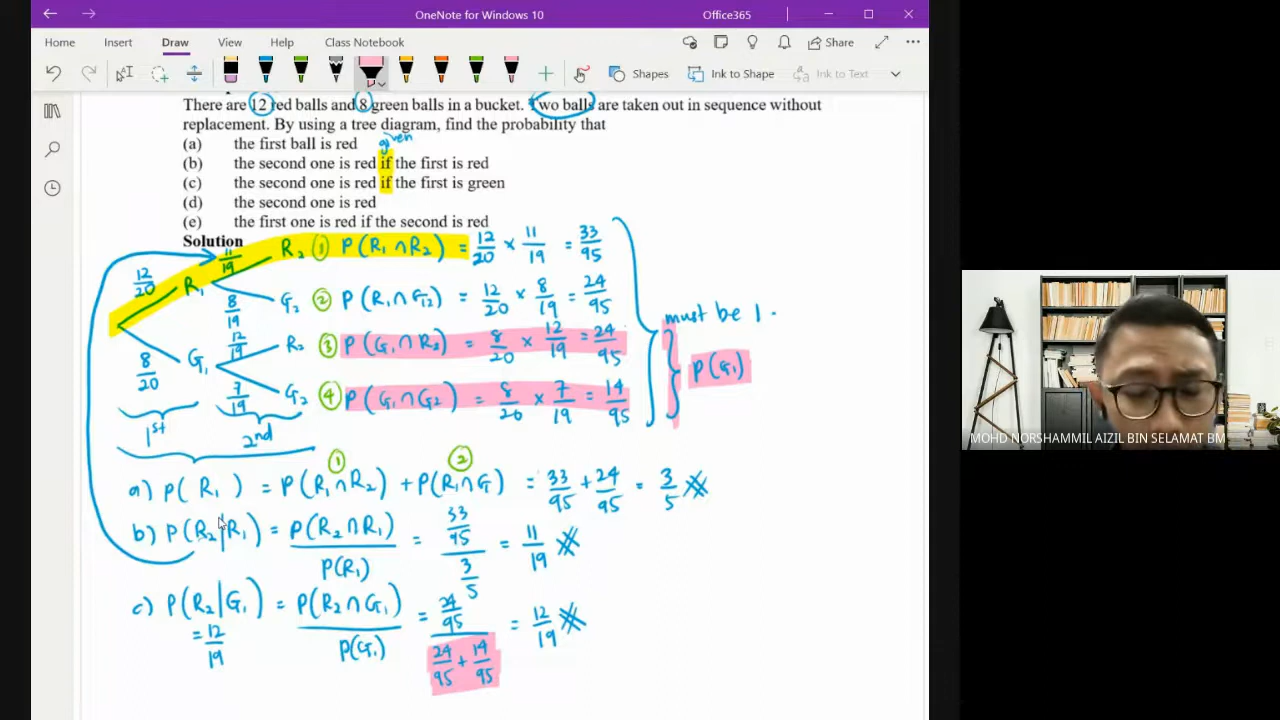 OneNote for Windows 10
Office365
Home Insert Draw View Help Class Notebook
Share
Shapes Ink to Shape Ink to Text
There are 12 red balls and 8 green balls in a bucket. Two balls are taken out in sequence without
replacement. By using a tree diagram, find the probability that
(a) the first ball is red
given
(b) the second one is red if the first is red
(c) the second one is red if the first is green
(d) the second one is red
(e) the first one is red if the second is red
Solution
12/20 R₁ 11/19 R₂ ① P(R₁ ∩ R₂) = 12/20 × 11/19 = 33/95
8/19 G₂ ② P(R₁ ∩ G₂) = 12/20 × 8/19 = 24/95
must be 1.
8/20 G₁ 12/19 R₂ ③ P(G₁ ∩ R₂) = 8/20 × 12/19 = 24/95
P(G₁)
7/19 G₂ ④ P(G₁ ∩ G₂) = 8/20 × 7/19 = 14/95
1st 2nd
① ②
a) P(R₁) = P(R₁ ∩ R₂) + P(R₁ ∩ G) = 33/95 + 24/95 = 3/5
b) P(R₂|R₁) = P(R₂ ∩ R₁)/P(R₁) = 33/95 / 3/5 = 11/19
c) P(R₂|G₁) = P(R₂ ∩ G₁)/P(G₁) = 24/95 / 24/95 + 14/95 = 12/19
= 12/19
MOHD NORSHAMMIL AIZIL BIN SELAMAT BM